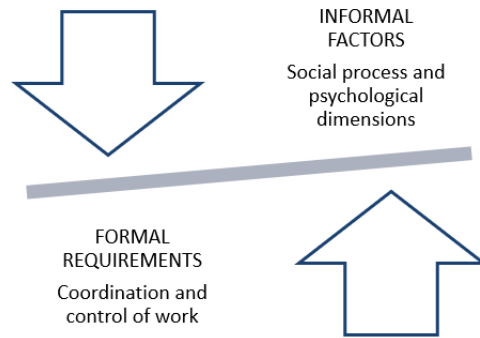 INFORMAL
FACTORS
Social process and
psychological
dimensions
FORMAL
REQUIREMENTS
Coordination and
control of work